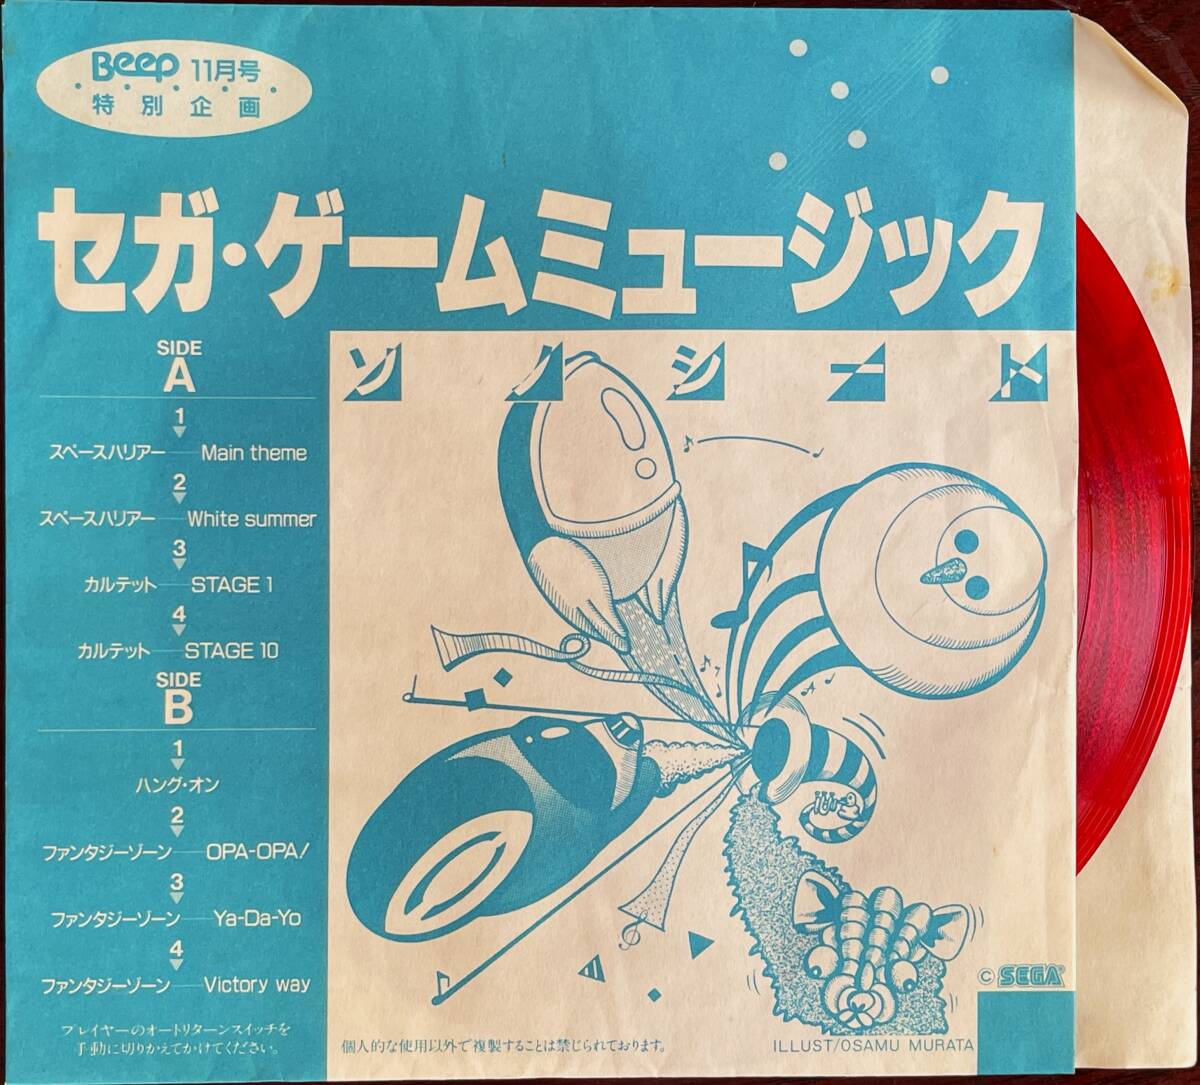 Beep 11月号
特別企画
セガ・ゲームミュージック
ソノシート
SIDE
A
1
スペースハリアー Main theme
2
スペースハリアー White summer
3
カルテット STAGE 1
4
カルテット STAGE 10
SIDE
B
1
ハング・オン
2
ファンタジーゾーン OPA-OPA!
3
ファンタジーゾーン Ya-Da-Yo
4
ファンタジーゾーン Victory way
プレイヤーのオートリターンスイッチを
手動に切りかえてかけてください。
個人的な使用以外で複製することは禁じられております。
© SEGA®
ILLUST/OSAMU MURATA